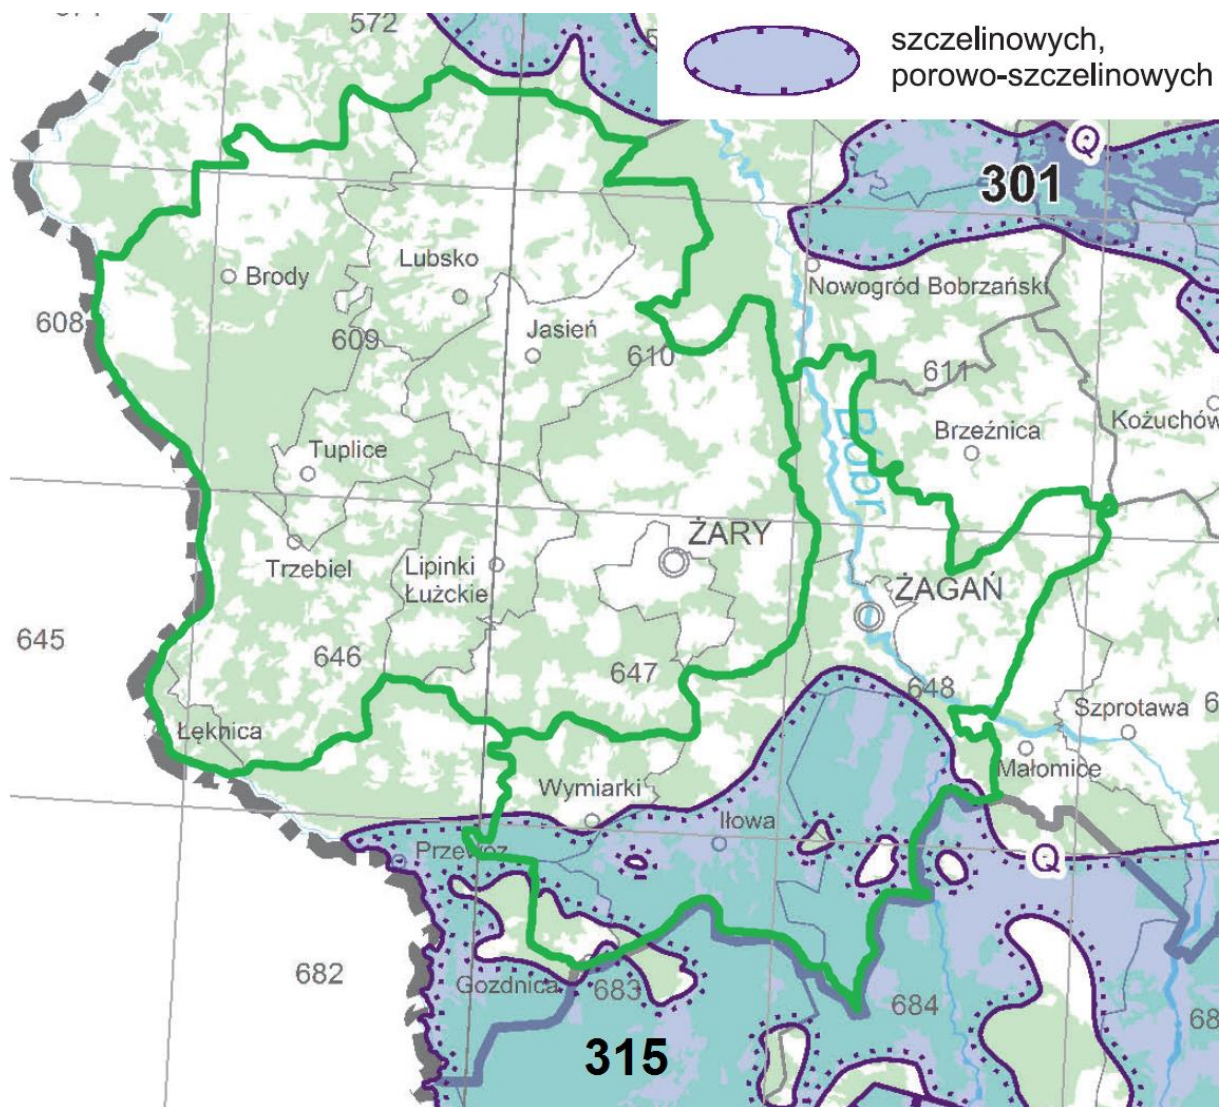 572
szczelinowych,
porowo-szczelinowych
Q
301
Lubsko
Brody
Nowogród Bobrzański
608
609
Jasień
610
611
Bóbr
Brzeźnica
Kożuchów
Tuplice
ŻARY
Trzebiel
Lipinki
Łużckie
ŻAGAŃ
645
646
647
648
Łęknica
Szprotawa
Małomice
Wymiarki
Iłowa
Przewoz
Q
682
Gozdnica
683
684
315